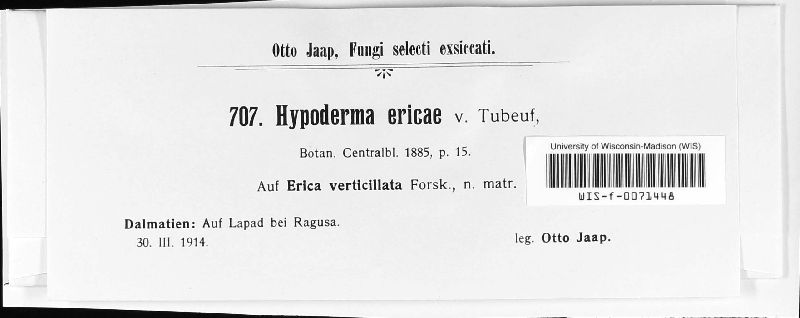 Otto Jaap, Fungi selecti exsiccati.
707. Hypoderma ericae v. Tubeuf,
Botan. Centralbl. 1885, p. 15.
Auf Erica verticillata Forsk., n. matr.
University of Wisconsin-Madison (WIS)
WIS-f-0071448
Dalmatien: Auf Lapad bei Ragusa.
30. III. 1914.
leg. Otto Jaap.